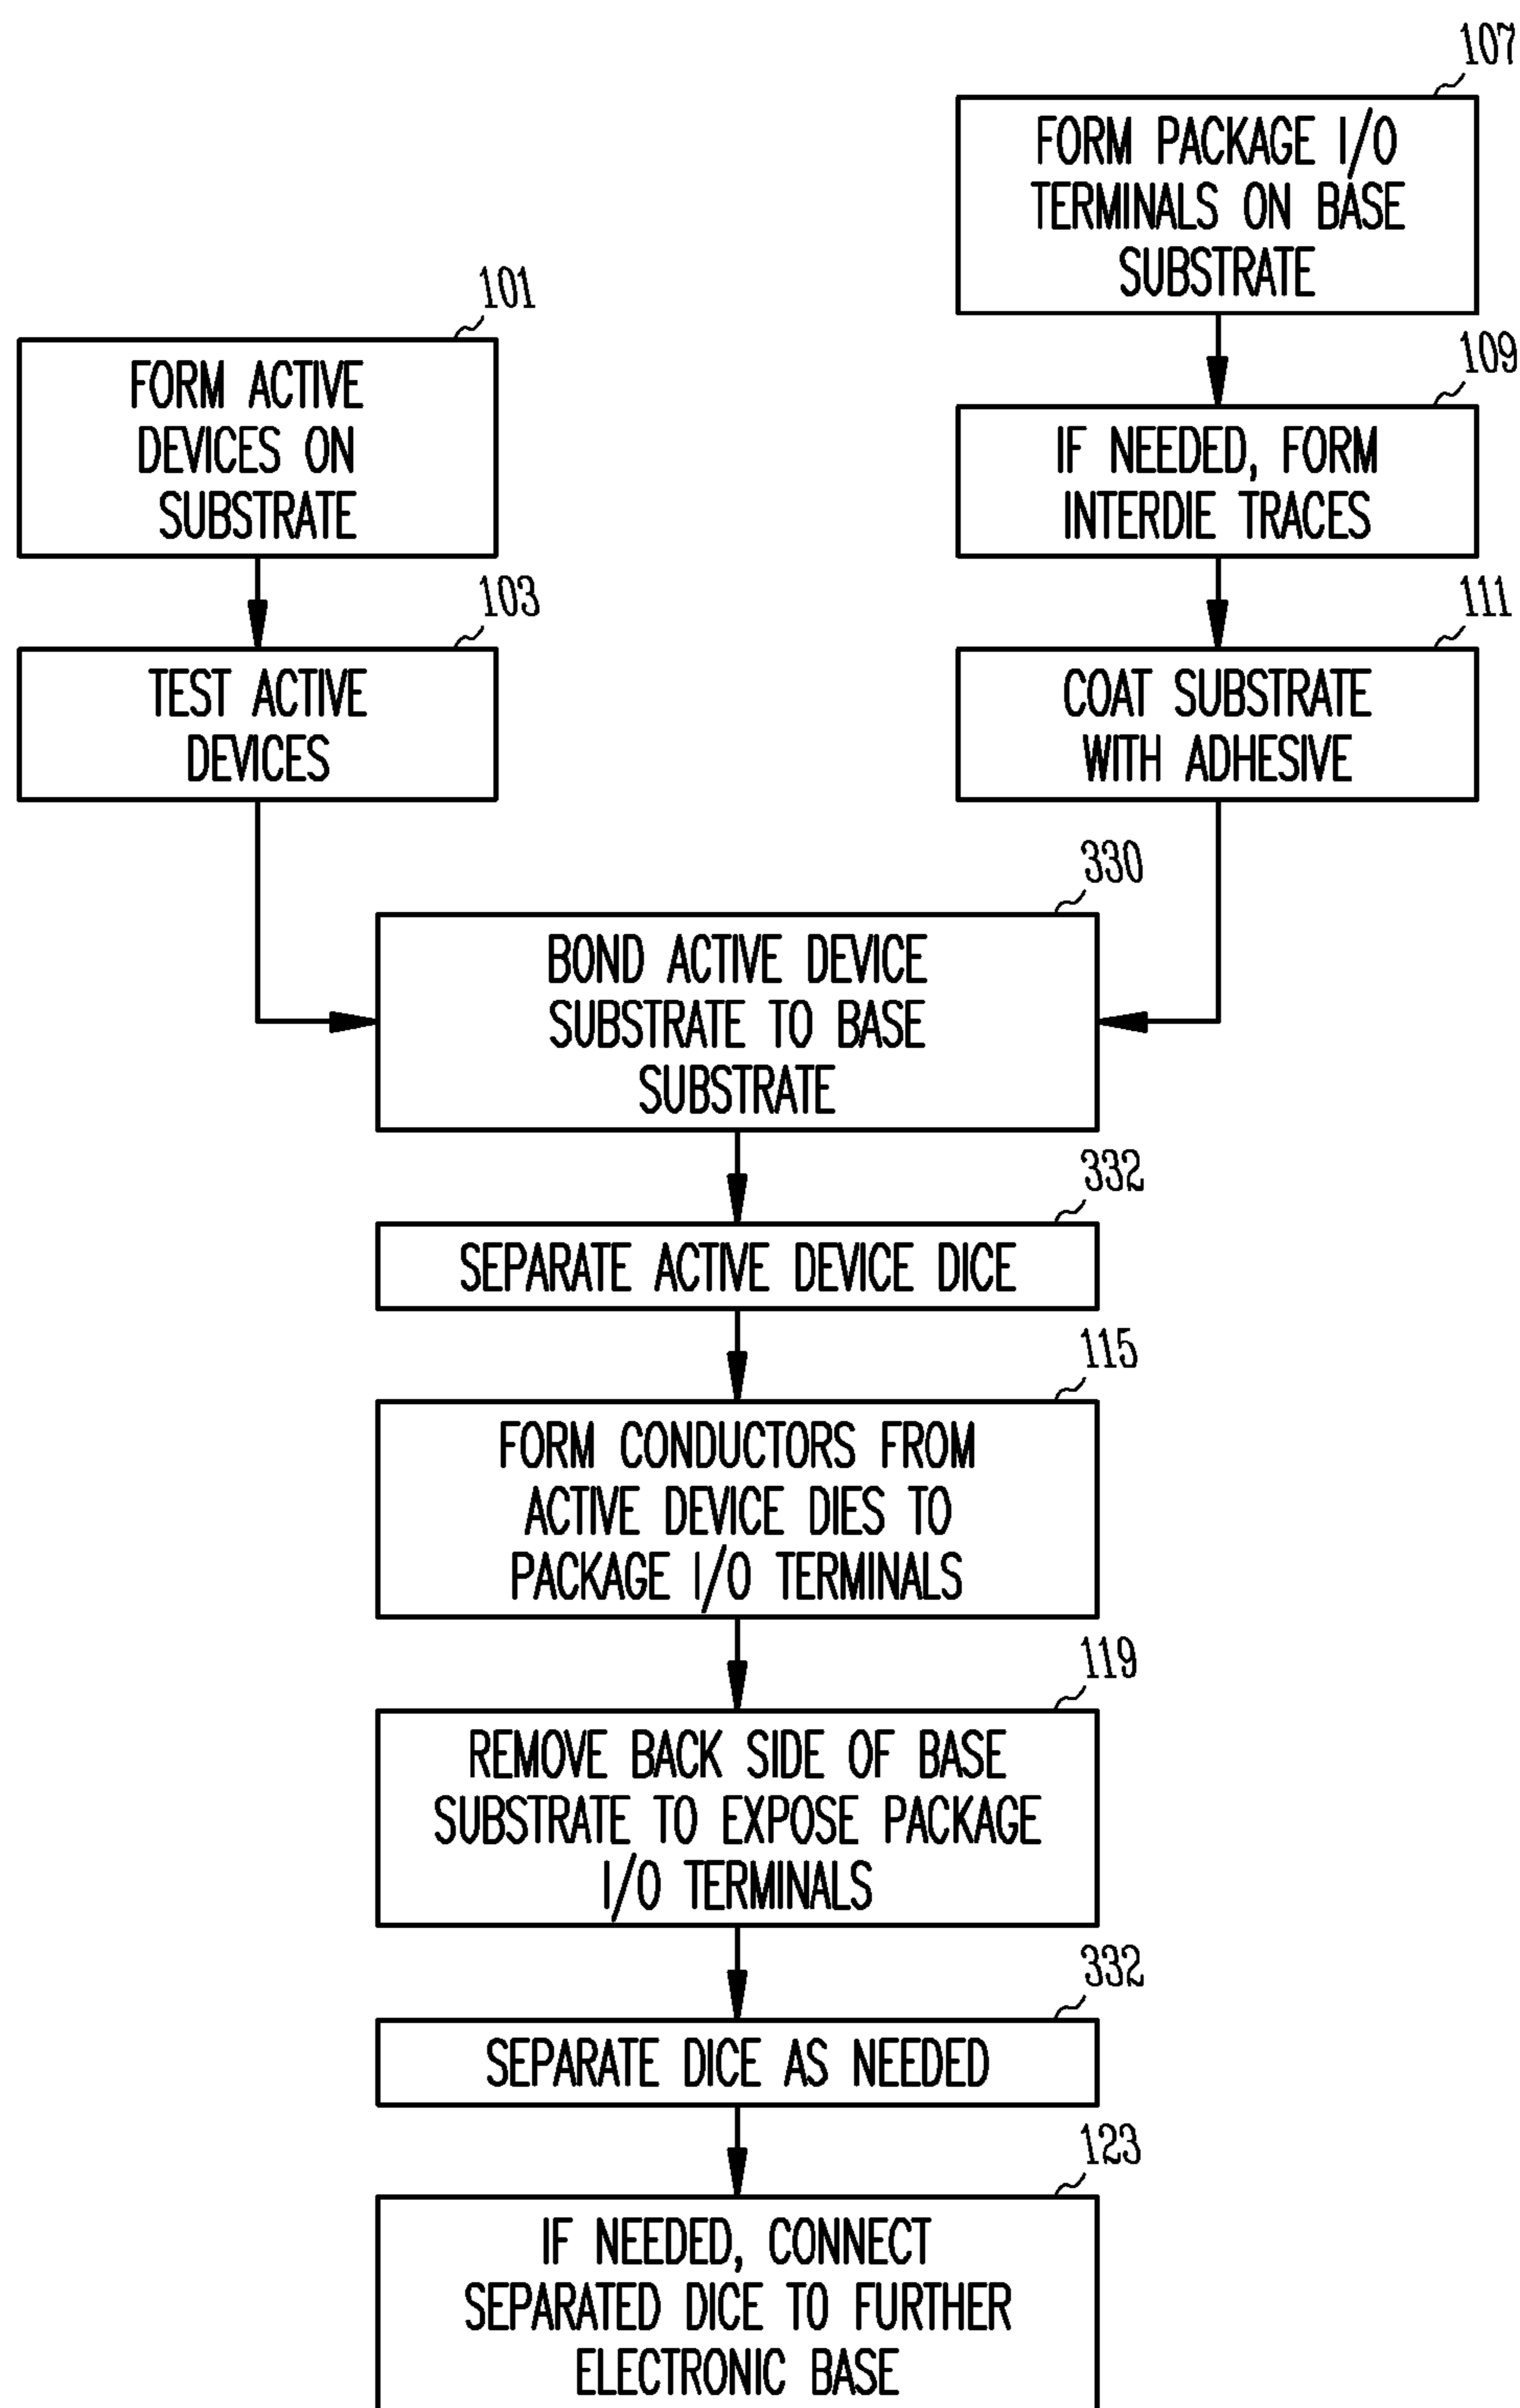 107
FORM PACKAGE I/O
TERMINALS ON BASE
SUBSTRATE
101
FORM ACTIVE
DEVICES ON
SUBSTRATE
109
IF NEEDED, FORM
INTERDIE TRACES
103
TEST ACTIVE
DEVICES
111
COAT SUBSTRATE
WITH ADHESIVE
330
BOND ACTIVE DEVICE
SUBSTRATE TO BASE
SUBSTRATE
332
SEPARATE ACTIVE DEVICE DICE
115
FORM CONDUCTORS FROM
ACTIVE DEVICE DIES TO
PACKAGE I/O TERMINALS
119
REMOVE BACK SIDE OF BASE
SUBSTRATE TO EXPOSE PACKAGE
I/O TERMINALS
332
SEPARATE DICE AS NEEDED
123
IF NEEDED, CONNECT
SEPARATED DICE TO FURTHER
ELECTRONIC BASE